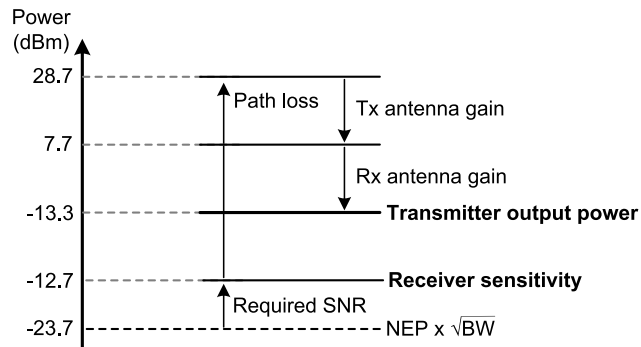 Power
(dBm)
28.7
Path loss
Tx antenna gain
7.7
Rx antenna gain
-13.3
Transmitter output power
-12.7
Receiver sensitivity
Required SNR
-23.7
NEP x √BW